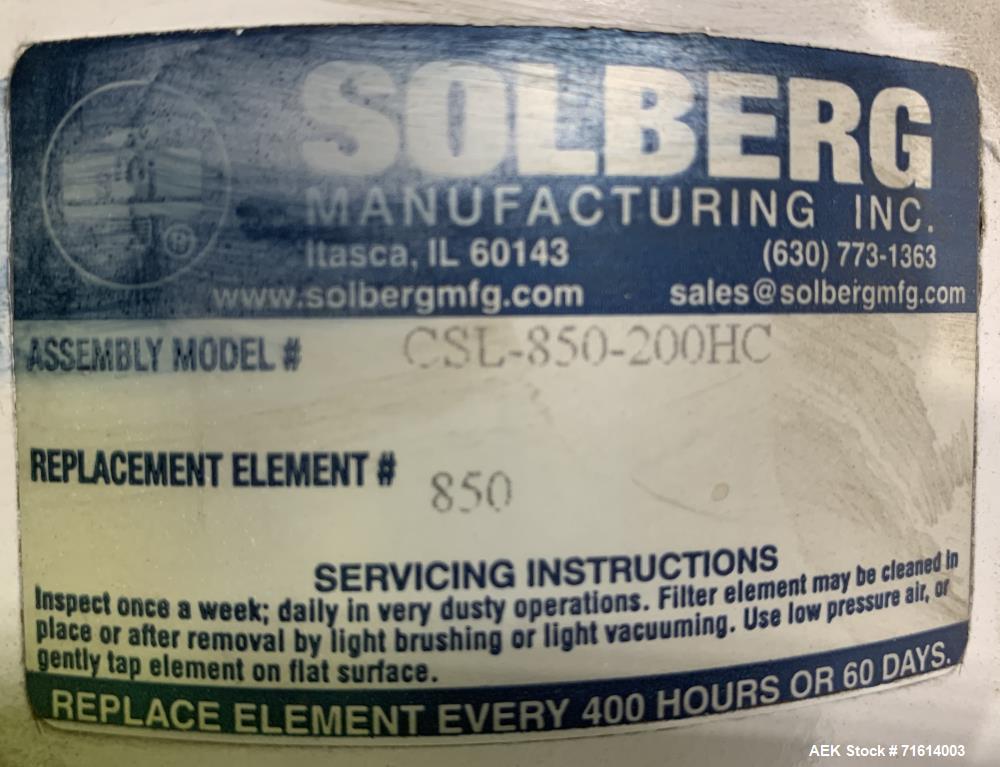 SOLBERG
MANUFACTURING INC.
Itasca, IL 60143 (630) 773-1363
www.solbergmfg.com sales@solbergmfg.com
ASSEMBLY MODEL # CSL-850-200HC
REPLACEMENT ELEMENT # 850
SERVICING INSTRUCTIONS
Inspect once a week; daily in very dusty operations. Filter element may be cleaned in
place or after removal by light brushing or light vacuuming. Use low pressure air, or
gently tap element on flat surface.
REPLACE ELEMENT EVERY 400 HOURS OR 60 DAYS.
®
AEK Stock # 71614003